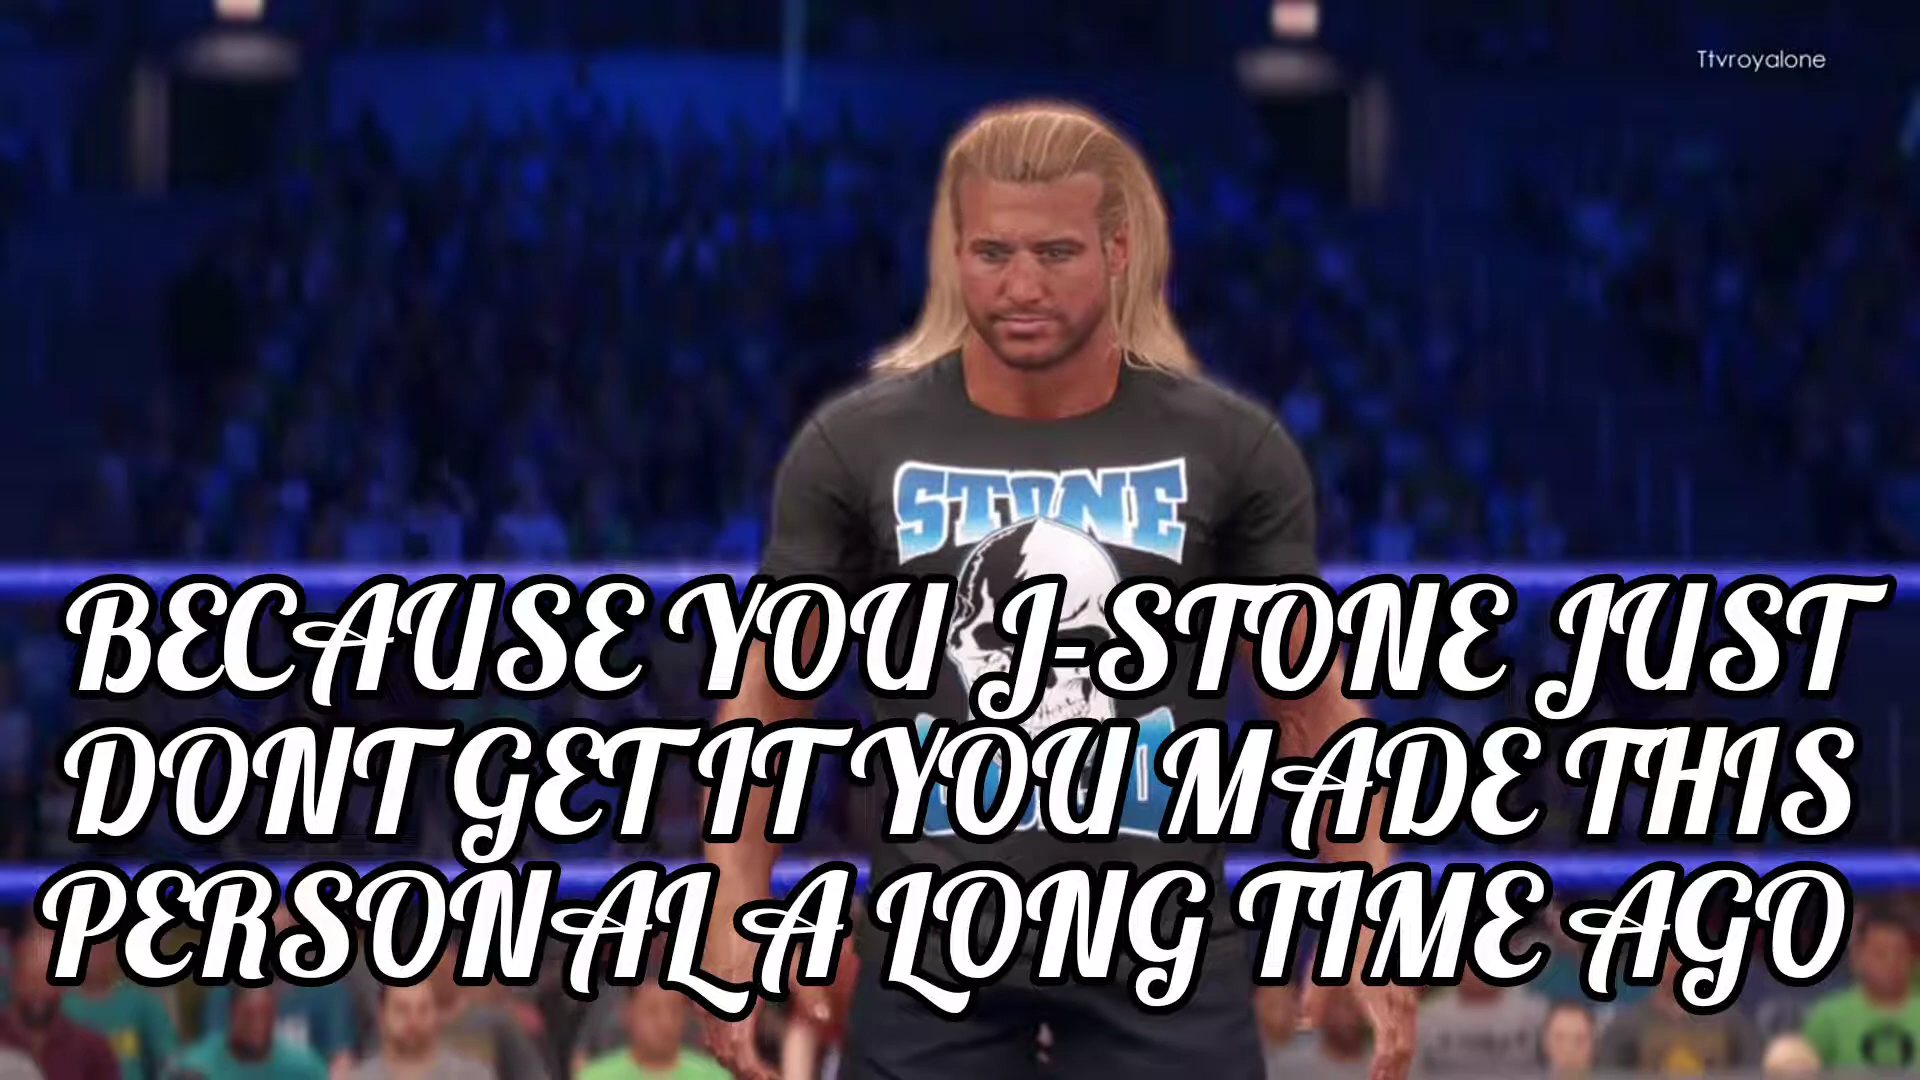 Ttvroyalone
STONE
BECAUSE YOU J-STONE JUST
DONT GET IT YOU MADE THIS
PERSONAL A LONG TIME AGO